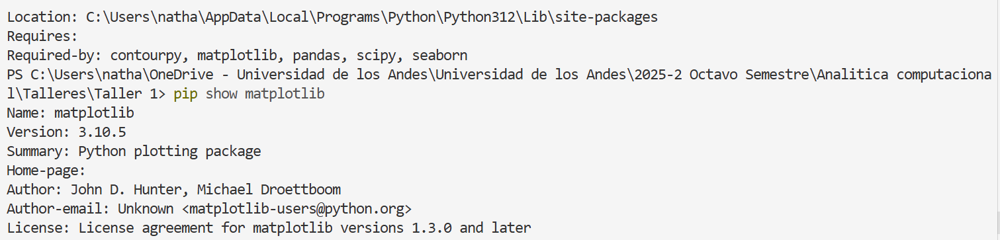 Location: C:\Users\natha\AppData\Local\Programs\Python\Python312\Lib\site-packages
Requires:
Required-by: contourpy, matplotlib, pandas, scipy, seaborn
PS C:\Users\natha\OneDrive - Universidad de los Andes\Universidad de los Andes\2025-2 Octavo Semestre\Analitica computaciona
l\Talleres\Taller 1> pip show matplotlib
Name: matplotlib
Version: 3.10.5
Summary: Python plotting package
Home-page:
Author: John D. Hunter, Michael Droettboom
Author-email: Unknown <matplotlib-users@python.org>
License: License agreement for matplotlib versions 1.3.0 and later